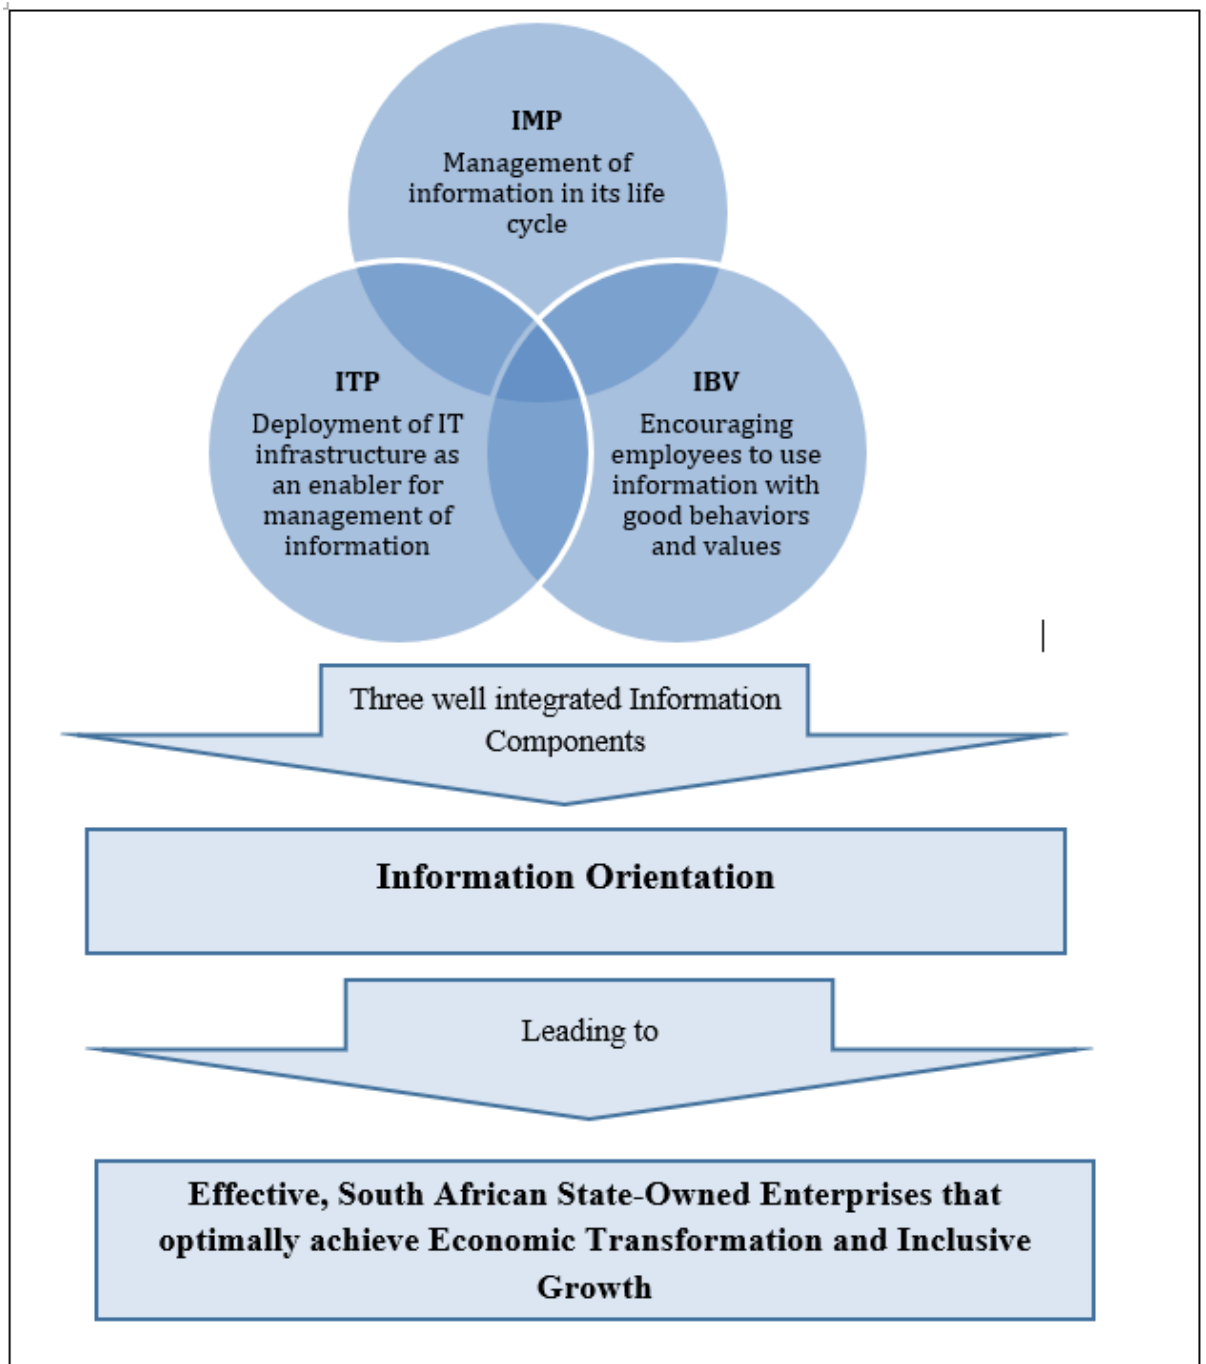 IMP
Management of
information in its life
cycle
ITP
Deployment of IT
infrastructure as
an enabler for
management of
information
IBV
Encouraging
employees to use
information with
good behaviors
and values
Three well integrated Information
Components
Information Orientation
Leading to
Effective, South African State-Owned Enterprises that
optimally achieve Economic Transformation and Inclusive
Growth